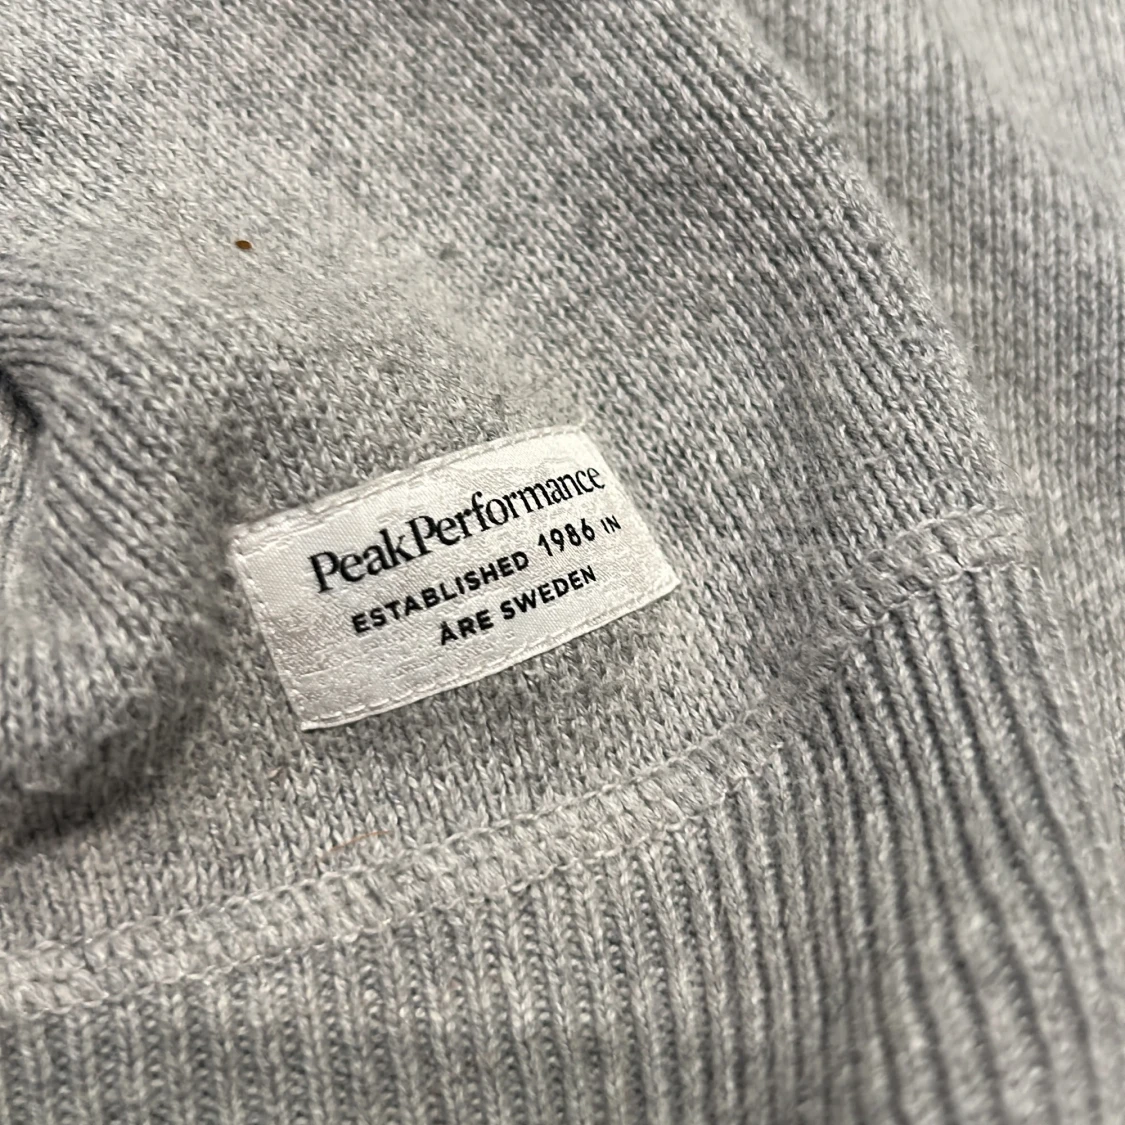 PeakPerformance
ESTABLISHED 1986 IN
ÅRE SWEDEN